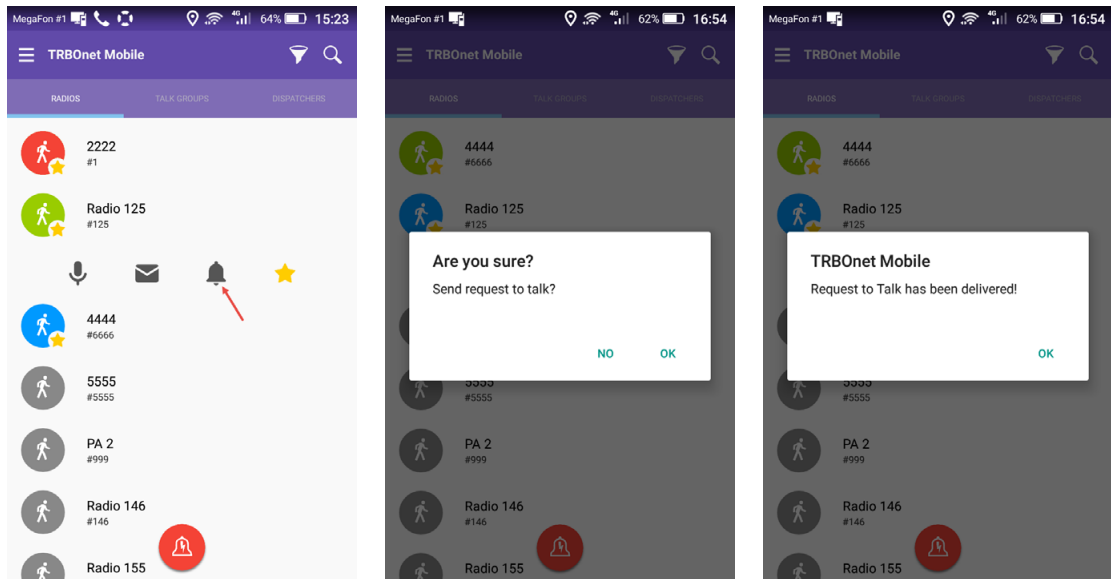 MegaFon #1 4G 64% 15:23
TRBOnet Mobile
RADIOS TALK GROUPS DISPATCHERS
2222
#1
Radio 125
#125
4444
#6666
5555
#5555
PA 2
#999
Radio 146
#146
Radio 155
MegaFon #1 4G 62% 16:54
TRBOnet Mobile
RADIOS TALK GROUPS DISPATCHERS
4444
#6666
Radio 125
#125
Are you sure?
Send request to talk?
NO OK
5555
#5555
PA 2
#999
Radio 146
#146
Radio 155
MegaFon #1 4G 62% 16:54
TRBOnet Mobile
RADIOS TALK GROUPS DISPATCHERS
4444
#6666
Radio 125
#125
TRBOnet Mobile
Request to Talk has been delivered!
OK
5555
#5555
PA 2
#999
Radio 146
#146
Radio 155